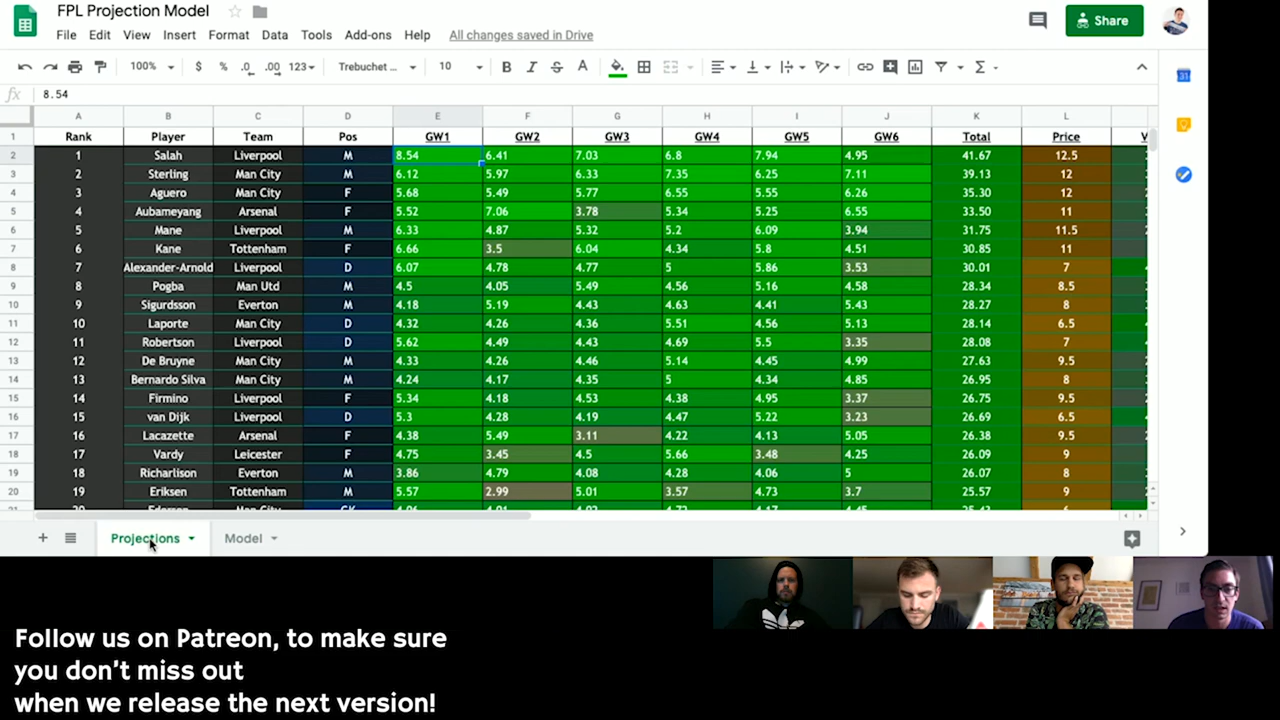 FPL Projection Model
File Edit View Insert Format Data Tools Add-ons Help All changes saved in Drive
Share
100% $ % .0 .00 123 Trebuchet ... 10 B I S A
fx 8.54
A B C D E F G H I J K L
1 Rank Player Team Pos GW1 GW2 GW3 GW4 GW5 GW6 Total Price V
2 1 Salah Liverpool M 8.54 6.41 7.03 6.8 7.94 4.95 41.67 12.5
3 2 Sterling Man City M 6.12 5.97 6.33 7.35 6.25 7.11 39.13 12
4 3 Aguero Man City F 5.68 5.49 5.77 6.55 5.55 6.26 35.30 12
5 4 Aubameyang Arsenal F 5.52 7.06 3.78 5.34 5.25 6.55 33.50 11
6 5 Mane Liverpool M 6.33 4.87 5.32 5.2 6.09 3.94 31.75 11.5
7 6 Kane Tottenham F 6.66 3.5 6.04 4.34 5.8 4.51 30.85 11
8 7 Alexander-Arnold Liverpool D 6.07 4.78 4.77 5 5.86 3.53 30.01 7
9 8 Pogba Man Utd M 4.5 4.05 5.49 4.56 5.16 4.58 28.34 8.5
10 9 Sigurdsson Everton M 4.18 5.19 4.43 4.63 4.41 5.43 28.27 8
11 10 Laporte Man City D 4.32 4.26 4.36 5.51 4.56 5.13 28.14 6.5
12 11 Robertson Liverpool D 5.62 4.49 4.43 4.69 5.5 3.35 28.08 7
13 12 De Bruyne Man City M 4.33 4.26 4.46 5.14 4.45 4.99 27.63 9.5
14 13 Bernardo Silva Man City M 4.24 4.17 4.35 5 4.34 4.85 26.95 8
15 14 Firmino Liverpool F 5.34 4.18 4.53 4.38 4.95 3.37 26.75 9.5
16 15 van Dijk Liverpool D 5.3 4.28 4.19 4.47 5.22 3.23 26.69 6.5
17 16 Lacazette Arsenal F 4.38 5.49 3.11 4.22 4.13 5.05 26.38 9.5
18 17 Vardy Leicester F 4.75 3.45 4.5 5.66 3.48 4.25 26.09 9
19 18 Richarlison Everton M 3.86 4.79 4.08 4.28 4.06 5 26.07 8
20 19 Eriksen Tottenham M 5.57 2.99 5.01 3.57 4.73 3.7 25.57 9
Projections Model
Follow us on Patreon, to make sure
you don't miss out
when we release the next version!